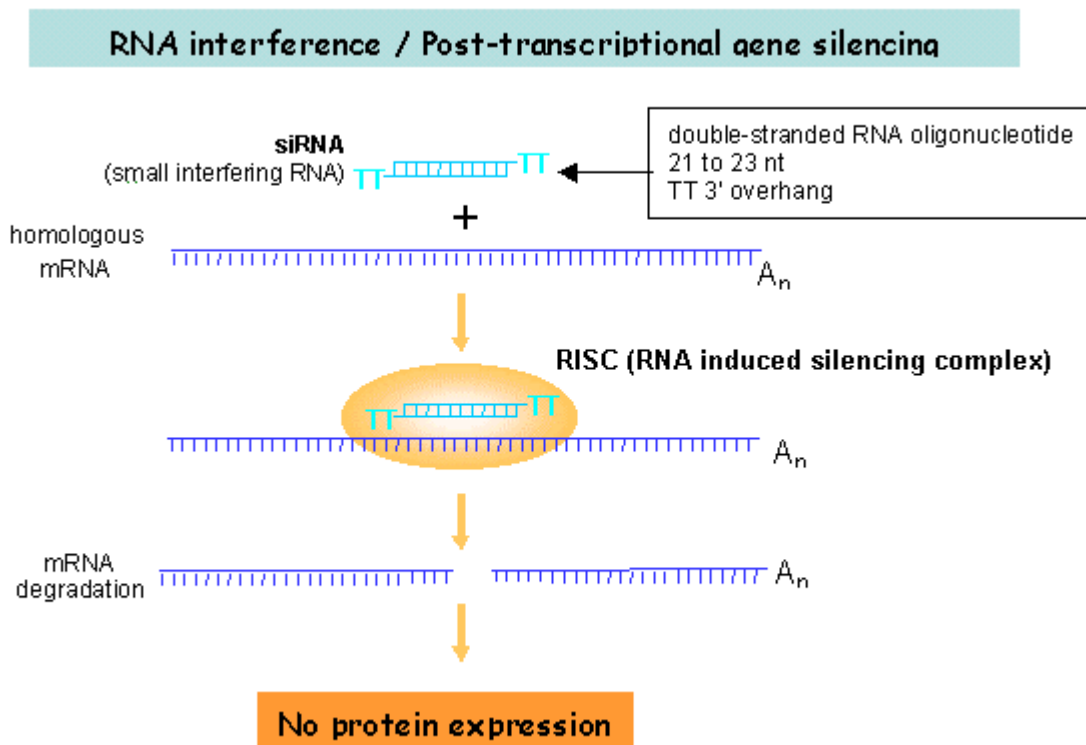 RNA interference / Post-transcriptional gene silencing
siRNA
(small interfering RNA)
TT
TT
double-stranded RNA oligonucleotide
21 to 23 nt
TT 3' overhang
+
homologous
mRNA
An
RISC (RNA induced silencing complex)
TT
TT
An
mRNA
degradation
An
No protein expression